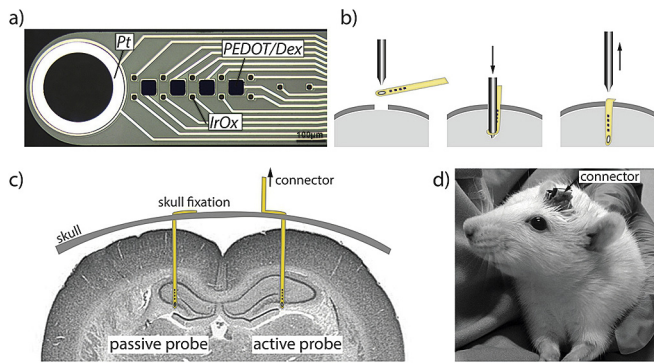 a)
Pt
PEDOT/Dex
IrOx
100μm
b)
c)
connector
skull fixation
skull
passive probe
active probe
d)
connector